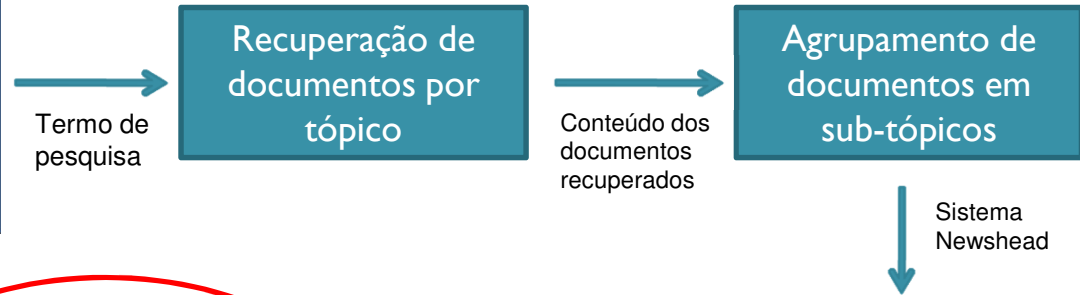 Termo de
pesquisa
Recuperação de
documentos por
tópico
Conteúdo dos
documentos
recuperados
Agrupamento de
documentos em
sub-tópicos
Sistema
Newshead